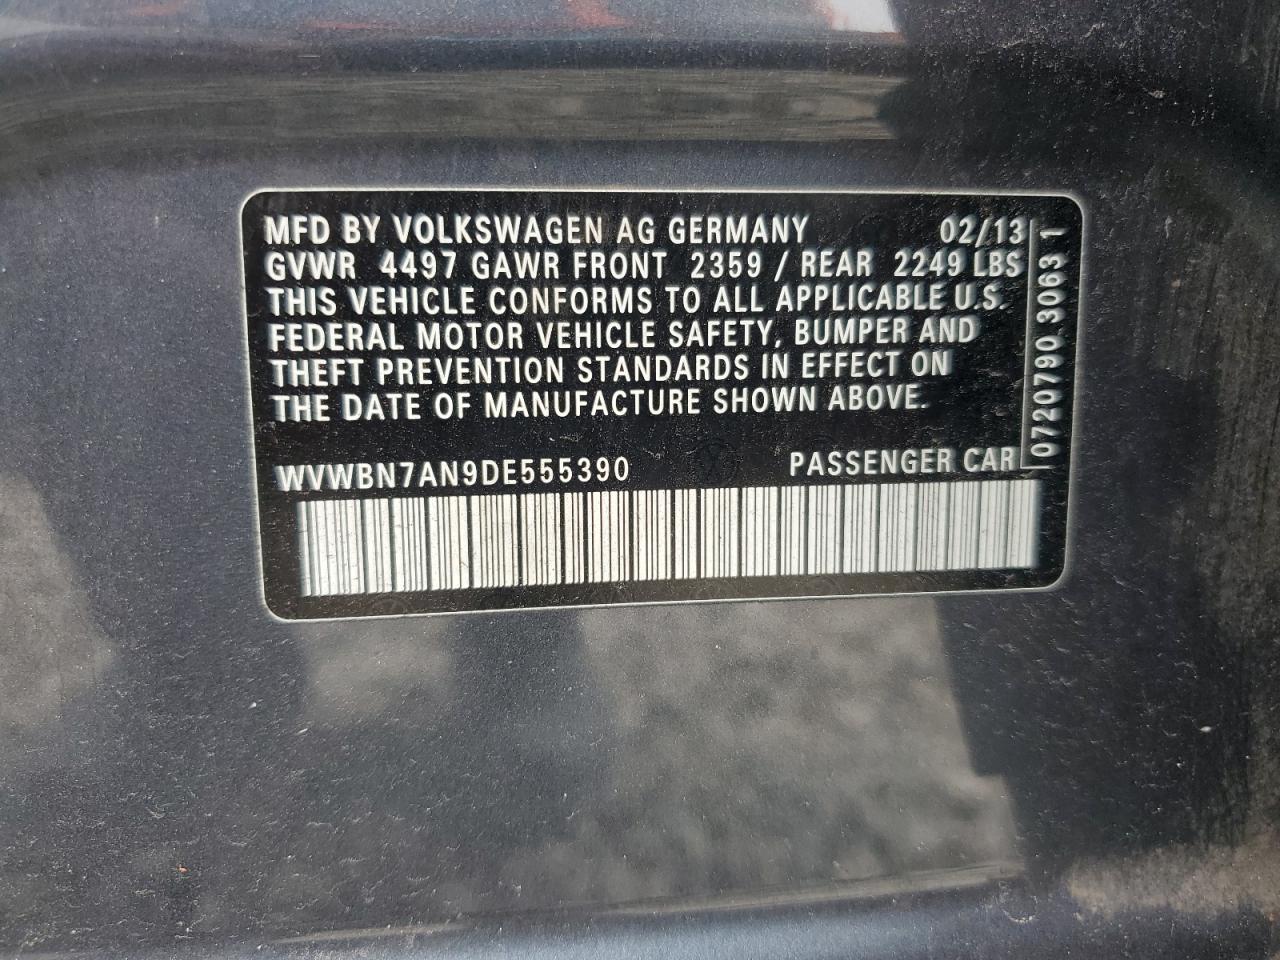 MFD BY VOLKSWAGEN AG GERMANY 02/13
GVWR 4497 GAWR FRONT 2359 / REAR 2249 LBS
THIS VEHICLE CONFORMS TO ALL APPLICABLE U.S.
FEDERAL MOTOR VEHICLE SAFETY, BUMPER AND
THEFT PREVENTION STANDARDS IN EFFECT ON
THE DATE OF MANUFACTURE SHOWN ABOVE.
WVWBN7AN9DE555390 PASSENGER CAR
0720790 3063 1